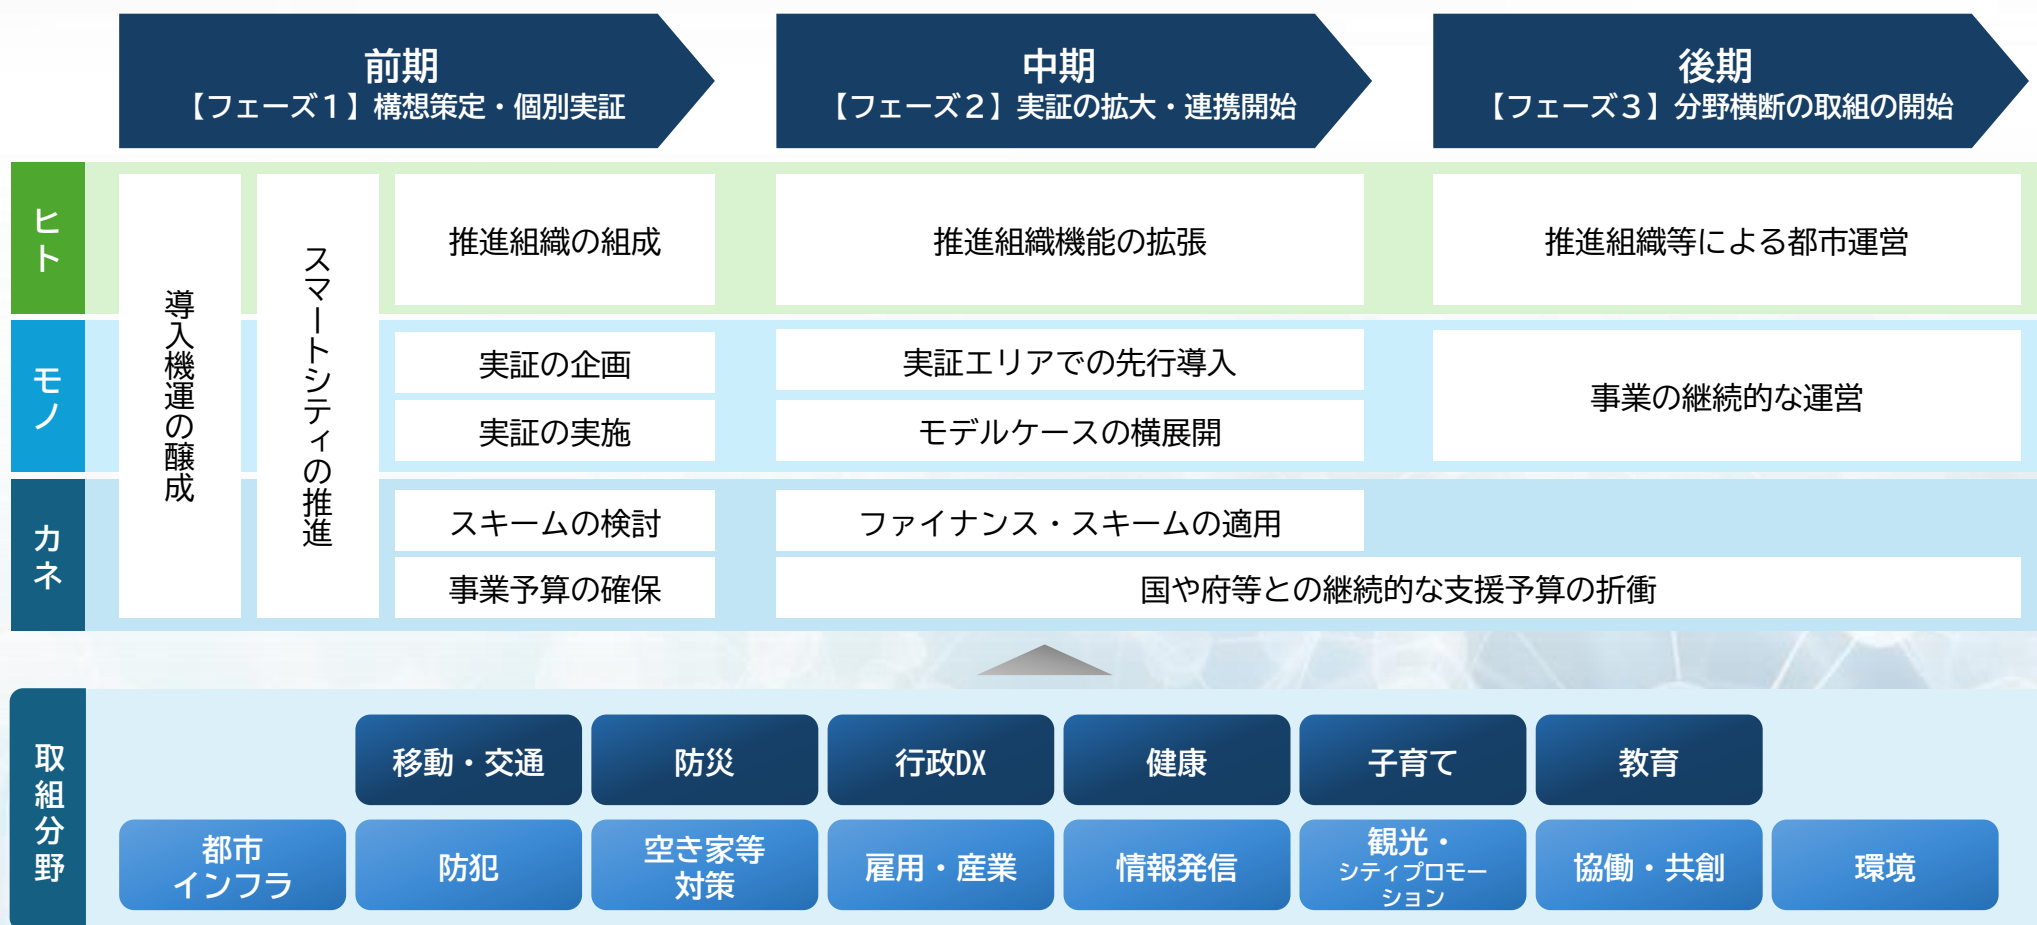 前期
【フェーズ１】構想策定・個別実証
中期
【フェーズ２】実証の拡大・連携開始
後期
【フェーズ３】分野横断の取組の開始
ヒト
導入機運の醸成
スマートシティの推進
推進組織の組成
推進組織機能の拡張
推進組織等による都市運営
モノ
実証の企画
実証の実施
実証エリアでの先行導入
モデルケースの横展開
事業の継続的な運営
カネ
スキームの検討
事業予算の確保
ファイナンス・スキームの適用
国や府等との継続的な支援予算の折衝
取組分野
移動・交通
防災
行政DX
健康
子育て
教育
都市
インフラ
防犯
空き家等
対策
雇用・産業
情報発信
観光・
シティプロモー
ション
協働・共創
環境